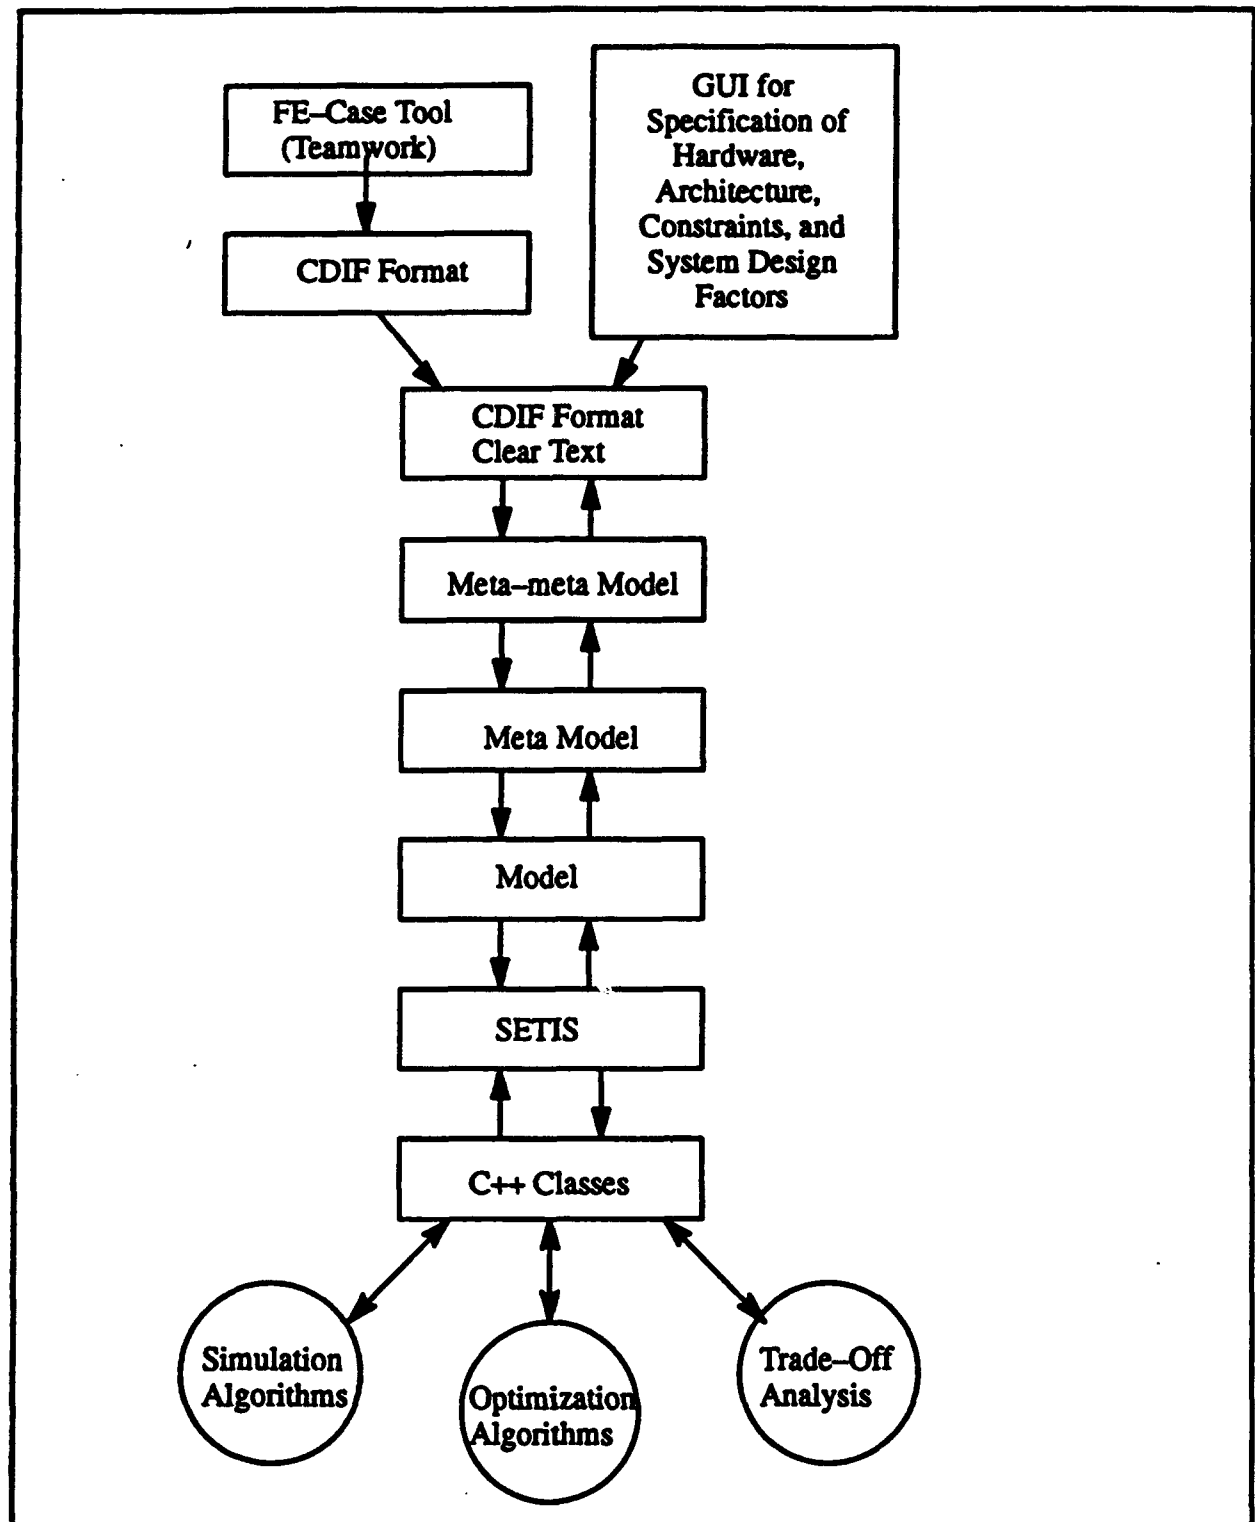 FE–Case Tool
(Teamwork)
CDIF Format
GUI for
Specification of
Hardware,
Architecture,
Constraints, and
System Design
Factors
CDIF Format
Clear Text
Meta–meta Model
Meta Model
Model
SETIS
C++ Classes
Simulation
Algorithms
Optimization
Algorithms
Trade–Off
Analysis